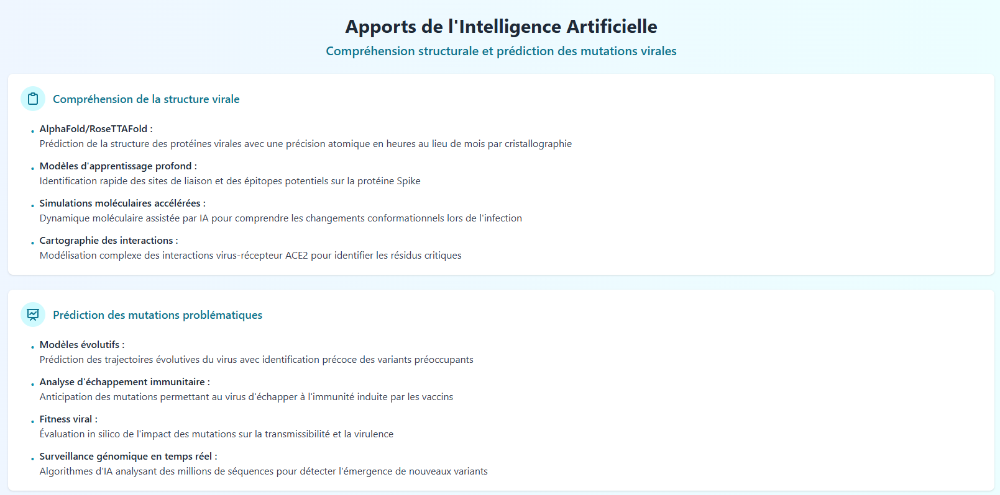 Apports de l'Intelligence Artificielle
Compréhension structurale et prédiction des mutations virales
Compréhension de la structure virale
• AlphaFold/RoseTTAFold :
Prédiction de la structure des protéines virales avec une précision atomique en heures au lieu de mois par cristallographie
• Modèles d'apprentissage profond :
Identification rapide des sites de liaison et des épitopes potentiels sur la protéine Spike
• Simulations moléculaires accélérées :
Dynamique moléculaire assistée par IA pour comprendre les changements conformationnels lors de l'infection
• Cartographie des interactions :
Modélisation complexe des interactions virus-récepteur ACE2 pour identifier les résidus critiques
Prédiction des mutations problématiques
• Modèles évolutifs :
Prédiction des trajectoires évolutives du virus avec identification précoce des variants préoccupants
• Analyse d'échappement immunitaire :
Anticipation des mutations permettant au virus d'échapper à l'immunité induite par les vaccins
• Fitness viral :
Évaluation in silico de l'impact des mutations sur la transmissibilité et la virulence
• Surveillance génomique en temps réel :
Algorithmes d'IA analysant des millions de séquences pour détecter l'émergence de nouveaux variants